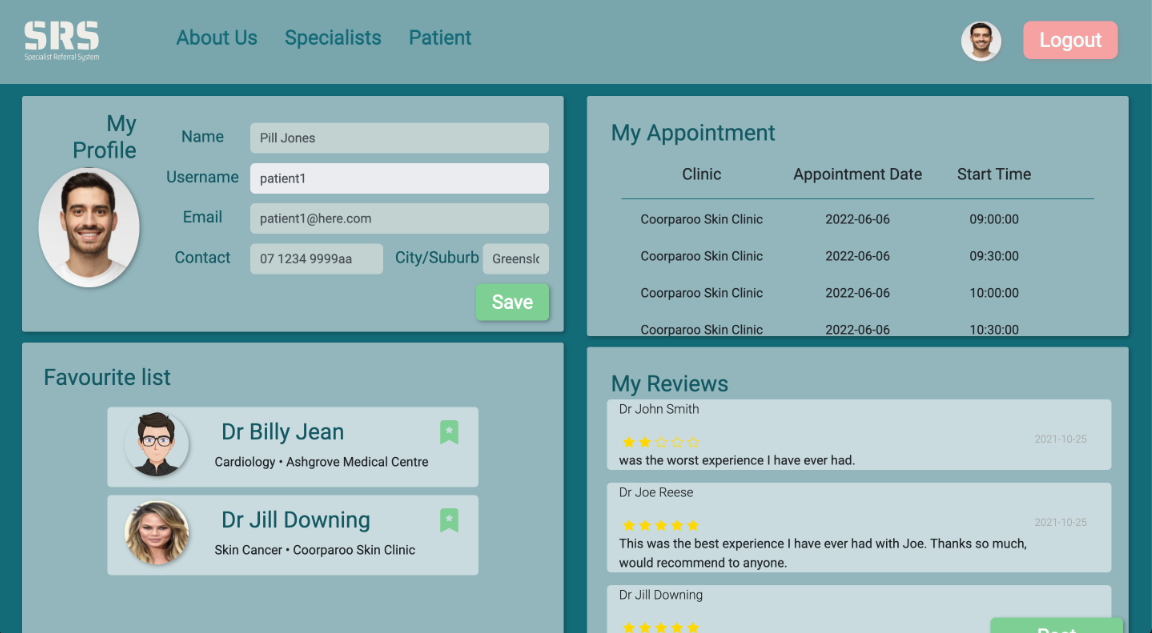 SRS
Specialist Referral System
About Us Specialists Patient
Logout
My
Profile
Name Pill Jones
Username patient1
Email patient1@here.com
Contact 07 1234 9999aa City/Suburb
Save
My Appointment
Clinic Appointment Date Start Time
Coorparoo Skin Clinic 2022-06-06 09:00:00
Coorparoo Skin Clinic 2022-06-06 09:30:00
Coorparoo Skin Clinic 2022-06-06 10:00:00
Coorparoo Skin Clinic 2022-06-06 10:30:00
Favourite list
Dr Billy Jean
Cardiology • Ashgrove Medical Centre
Dr Jill Downing
Skin Cancer • Coorparoo Skin Clinic
My Reviews
Dr John Smith
2021-10-25
was the worst experience I have ever had.
Dr Joe Reese
2021-10-25
This was the best experience I have ever had with Joe. Thanks so much,
would recommend to anyone.
Dr Jill Downing